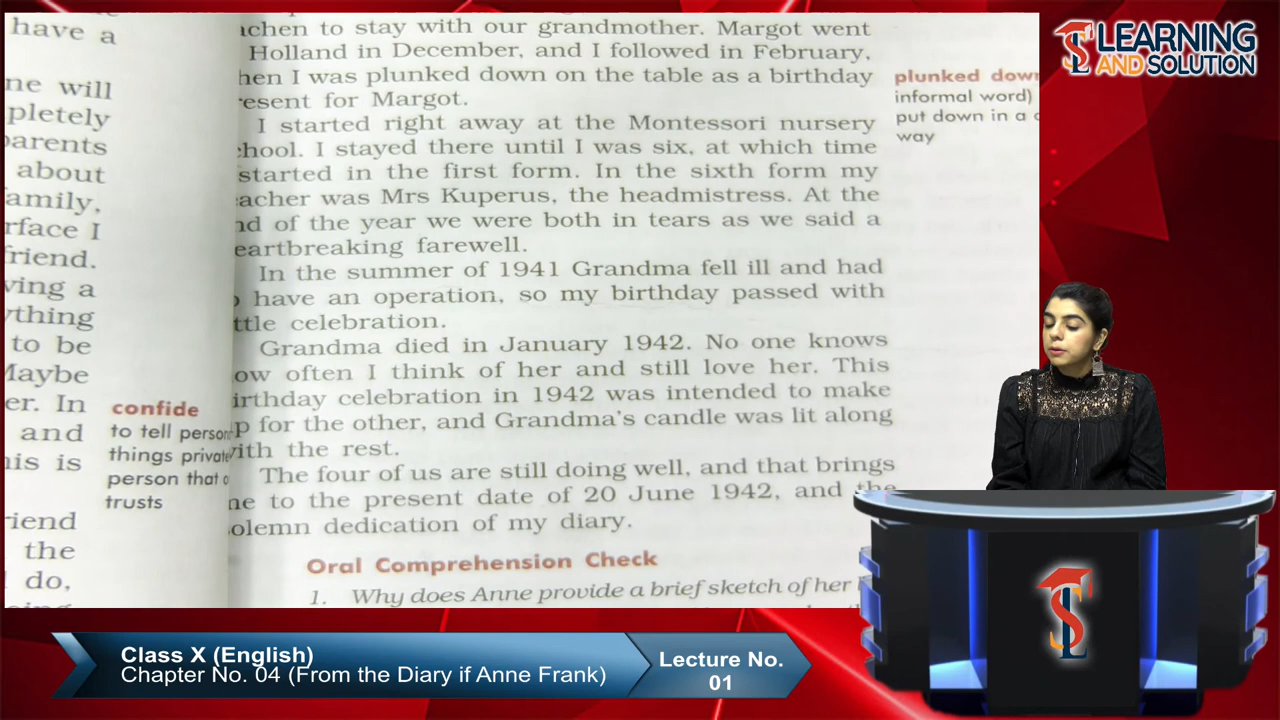 have a
ne will
pletely
parents
about
amily,
rface I
friend.
ving a
ything
to be
Maybe
er. In
and
his is
riend
the
do,
confide
to tell person
things private
person that
trusts
achen to stay with our grandmother. Margot went
Holland in December, and I followed in February,
hen I was plunked down on the table as a birthday
resent for Margot.
I started right away at the Montessori nursery
chool. I stayed there until I was six, at which time
started in the first form. In the sixth form my
eacher was Mrs Kuperus, the headmistress. At the
nd of the year we were both in tears as we said a
eartbreaking farewell.
In the summer of 1941 Grandma fell ill and had
have an operation, so my birthday passed with
ttle celebration.
Grandma died in January 1942. No one knows
ow often I think of her and still love her. This
irthday celebration in 1942 was intended to make
p for the other, and Grandma's candle was lit along
with the rest.
The four of us are still doing well, and that brings
me to the present date of 20 June 1942, and the
olemn dedication of my diary.
Oral Comprehension Check
1. Why does Anne provide a brief sketch of her
plunked down
informal word)
put down in a
way
LEARNING
AND SOLUTION
Class X (English)
Chapter No. 04 (From the Diary if Anne Frank)
Lecture No.
01